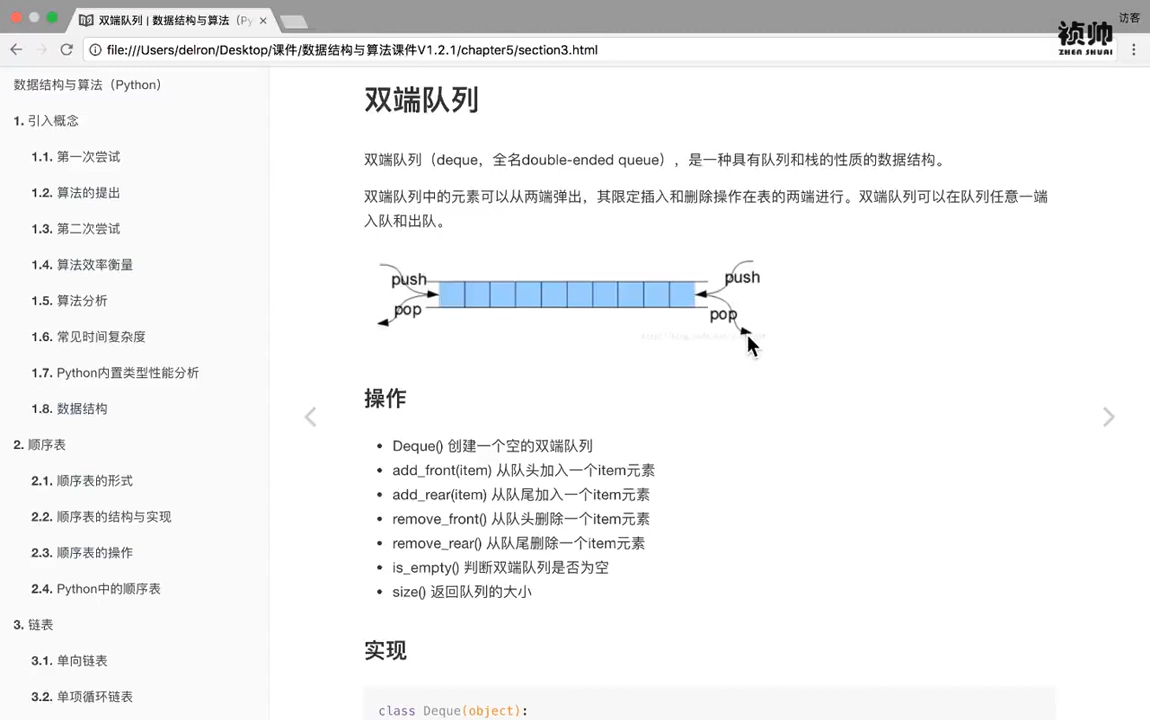 双端队列 | 数据结构与算法 (Py
访客
file:///Users/delron/Desktop/课件/数据结构与算法课件V1.2.1/chapter5/section3.html
祯帅
ZHEN SHUAI
数据结构与算法（Python）
1. 引入概念
1.1. 第一次尝试
1.2. 算法的提出
1.3. 第二次尝试
1.4. 算法效率衡量
1.5. 算法分析
1.6. 常见时间复杂度
1.7. Python内置类型性能分析
1.8. 数据结构
2. 顺序表
2.1. 顺序表的形式
2.2. 顺序表的结构与实现
2.3. 顺序表的操作
2.4. Python中的顺序表
3. 链表
3.1. 单向链表
3.2. 单项循环链表
双端队列
双端队列（deque，全名double-ended queue），是一种具有队列和栈的性质的数据结构。
双端队列中的元素可以从两端弹出，其限定插入和删除操作在表的两端进行。双端队列可以在队列任意一端
入队和出队。
push
push
pop
pop
操作
• Deque() 创建一个空的双端队列
• add_front(item) 从队头加入一个item元素
• add_rear(item) 从队尾加入一个item元素
• remove_front() 从队头删除一个item元素
• remove_rear() 从队尾删除一个item元素
• is_empty() 判断双端队列是否为空
• size() 返回队列的大小
实现
class Deque(object):